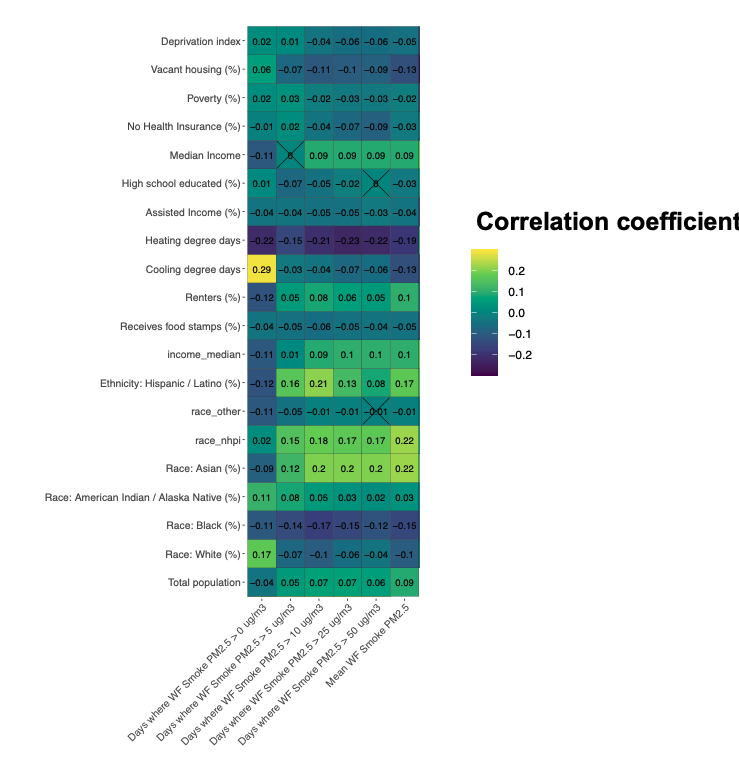 Deprivation index 0.02 0.01 −0.04 −0.06 −0.06 −0.05
Vacant housing (%) 0.06 −0.07 −0.11 −0.1 −0.09 −0.13
Poverty (%) 0.02 0.03 −0.02 −0.03 −0.03 −0.02
No Health Insurance (%) −0.01 0.02 −0.04 −0.07 −0.09 −0.03
Median Income −0.11 0 0.09 0.09 0.09 0.09
High school educated (%) 0.01 −0.07 −0.05 −0.02 0 −0.03
Assisted Income (%) −0.04 −0.04 −0.05 −0.05 −0.03 −0.04
Heating degree days −0.22 −0.15 −0.21 −0.23 −0.22 −0.19
Cooling degree days 0.29 −0.03 −0.04 −0.07 −0.06 −0.13
Renters (%) −0.12 0.05 0.08 0.06 0.05 0.1
Receives food stamps (%) −0.04 −0.05 −0.06 −0.05 −0.04 −0.05
income_median −0.11 0.01 0.09 0.1 0.1 0.1
Ethnicity: Hispanic / Latino (%) −0.12 0.16 0.21 0.13 0.08 0.17
race_other −0.11 −0.05 −0.01 −0.01 −0.01 −0.01
race_nhpi 0.02 0.15 0.18 0.17 0.17 0.22
Race: Asian (%) −0.09 0.12 0.2 0.2 0.2 0.22
Race: American Indian / Alaska Native (%) 0.11 0.08 0.05 0.03 0.02 0.03
Race: Black (%) −0.11 −0.14 −0.17 −0.15 −0.12 −0.15
Race: White (%) 0.17 −0.07 −0.1 −0.06 −0.04 −0.1
Total population −0.04 0.05 0.07 0.07 0.06 0.09
Days where WF Smoke PM2.5 > 0 ug/m3
Days where WF Smoke PM2.5 > 5 ug/m3
Days where WF Smoke PM2.5 > 10 ug/m3
Days where WF Smoke PM2.5 > 25 ug/m3
Days where WF Smoke PM2.5 > 50 ug/m3
Mean WF Smoke PM2.5
Correlation coefficient
0.2
0.1
0.0
−0.1
−0.2